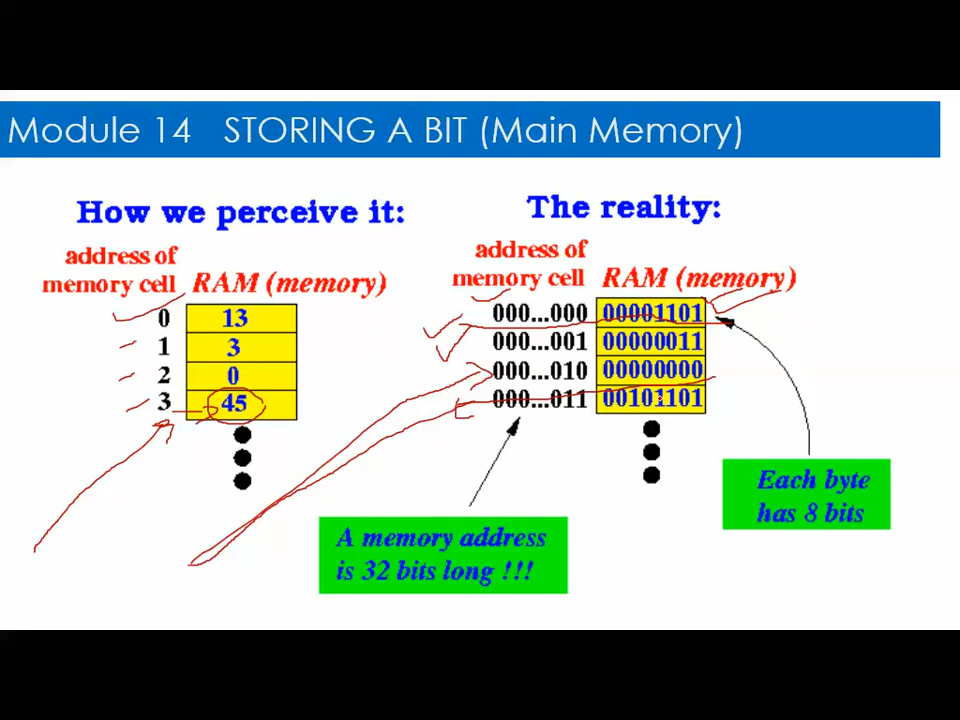 Module 14 STORING A BIT (Main Memory)
How we perceive it:
address of
memory cell RAM (memory)
0 13
1 3
2 0
3 45
The reality:
address of
memory cell RAM (memory)
000...000 00001101
000...001 00000011
000...010 00000000
000...011 00101101
A memory address
is 32 bits long !!!
Each byte
has 8 bits